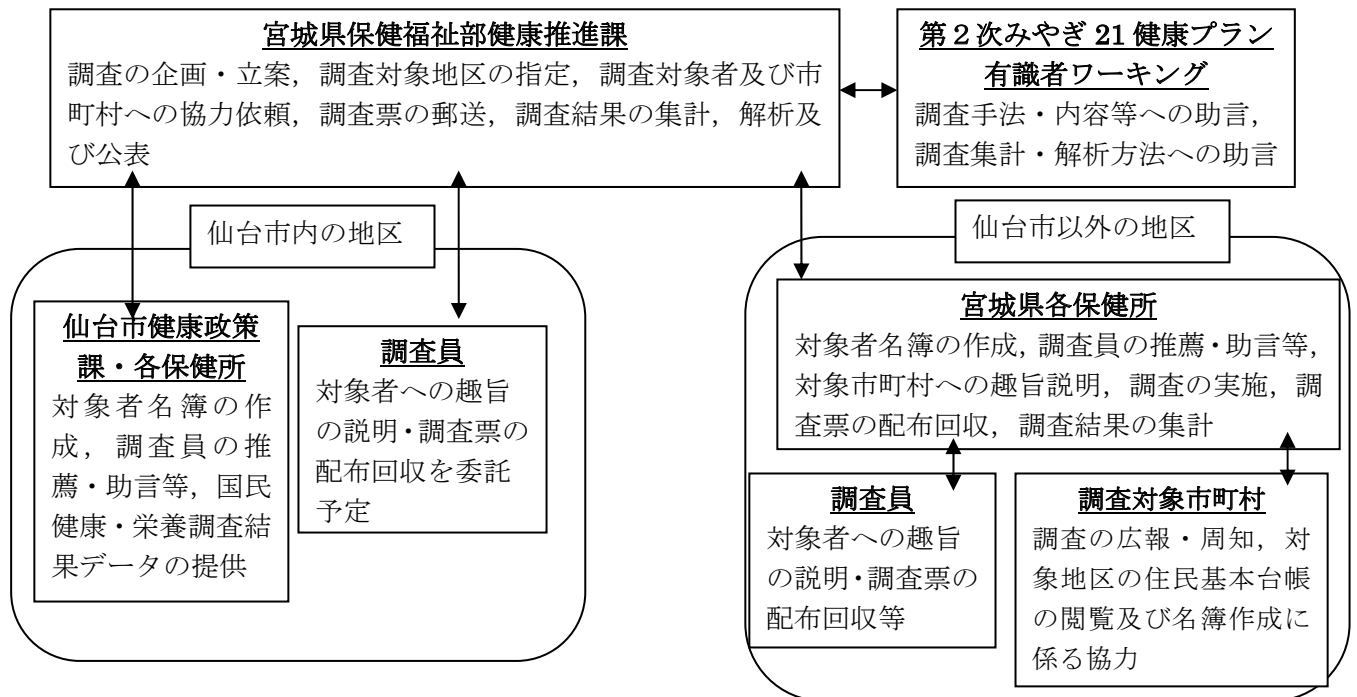 宮城県保健福祉部健康推進課
調査の企画・立案，調査対象地区の指定，調査対象者及び市
町村への協力依頼，調査票の郵送，調査結果の集計，解析及
び公表
第２次みやぎ 21 健康プラン
有識者ワーキング
調査手法・内容等への助言，
調査集計・解析方法への助言
仙台市内の地区
仙台市健康政策
課・各保健所
対象者名簿の作
成，調査員の推
薦・助言等，国民
健康・栄養調査結
果データの提供
調査員
対象者への趣旨
の説明・調査票の
配布回収を委託
予定
仙台市以外の地区
宮城県各保健所
対象者名簿の作成，調査員の推薦・助言等，
対象市町村への趣旨説明，調査の実施，調
査票の配布回収，調査結果の集計
調査員
対象者への趣旨
の説明・調査票の
配布回収等
調査対象市町村
調査の広報・周知，対
象地区の住民基本台帳
の閲覧及び名簿作成に
係る協力